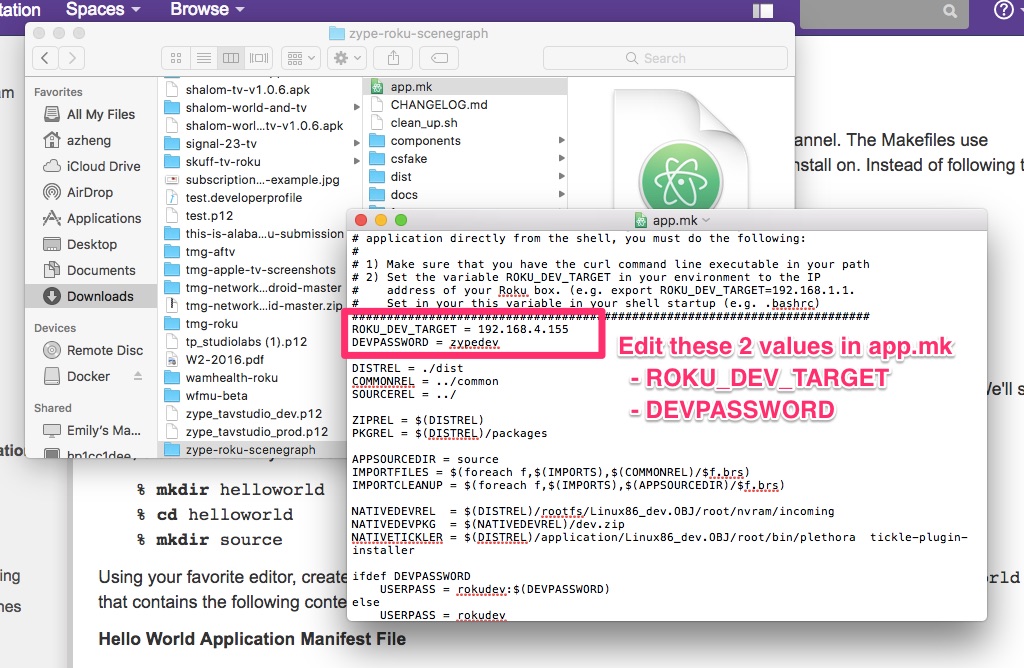 tation
Spaces
Browse
zype-roku-scenegraph
Search
Favorites
All My Files
azheng
iCloud Drive
AirDrop
Applications
Desktop
Documents
Downloads
Devices
Remote Disc
Docker
Shared
Emily's Ma...
bp1cc1dee
shalom-tv-v1.0.6.apk
shalom-world-and-tv
shalom-worl...tv-v1.0.6.apk
signal-23-tv
skuff-tv-roku
subscription...-example.jpg
test.developerprofile
test.p12
this-is-alaba...u-submission
tmg-aftv
tmg-apple-tv-screenshots
tmg-network...droid-master
tmg-network...id-master.zip
tmg-roku
tp_studiolabs (1).p12
W2-2016.pdf
wamhealth-roku
wfmu-beta
zype_tavstudio_dev.p12
zype_tavstudio_prod.p12
zype-roku-scenegraph
app.mk
CHANGELOG.md
clean_up.sh
components
csfake
dist
docs
annel. The Makefiles use
nstall on. Instead of following t
app.mk
# application directly from the shell, you must do the following:
#
# 1) Make sure that you have the curl command line executable in your path
# 2) Set the variable ROKU_DEV_TARGET in your environment to the IP
#    address of your Roku box. (e.g. export ROKU_DEV_TARGET=192.168.1.1.
#    Set in your this variable in your shell startup (e.g. .bashrc)
##########################################################################
ROKU_DEV_TARGET = 192.168.4.155
DEVPASSWORD = zypedev
DISTREL = ./dist
COMMONREL = ../common
SOURCEREL = ../
ZIPREL = $(DISTREL)
PKGREL = $(DISTREL)/packages
APPSOURCEDIR = source
IMPORTFILES = $(foreach f,$(IMPORTS),$(COMMONREL)/$f.brs)
IMPORTCLEANUP = $(foreach f,$(IMPORTS),$(APPSOURCEDIR)/$f.brs)
NATIVEDEVREL  = $(DISTREL)/rootfs/Linux86_dev.OBJ/root/nvram/incoming
NATIVEDEVPKG  = $(NATIVEDEVREL)/dev.zip
NATIVETICKLER = $(DISTREL)/application/Linux86_dev.OBJ/root/bin/plethora  tickle-plugin-
installer
ifdef DEVPASSWORD
    USERPASS = rokudev:$(DEVPASSWORD)
else
    USERPASS = rokudev
Edit these 2 values in app.mk
- ROKU_DEV_TARGET
- DEVPASSWORD
We'll s
% mkdir helloworld
% cd helloworld
% mkdir source
Using your favorite editor, create
that contains the following conte
Hello World Application Manifest File